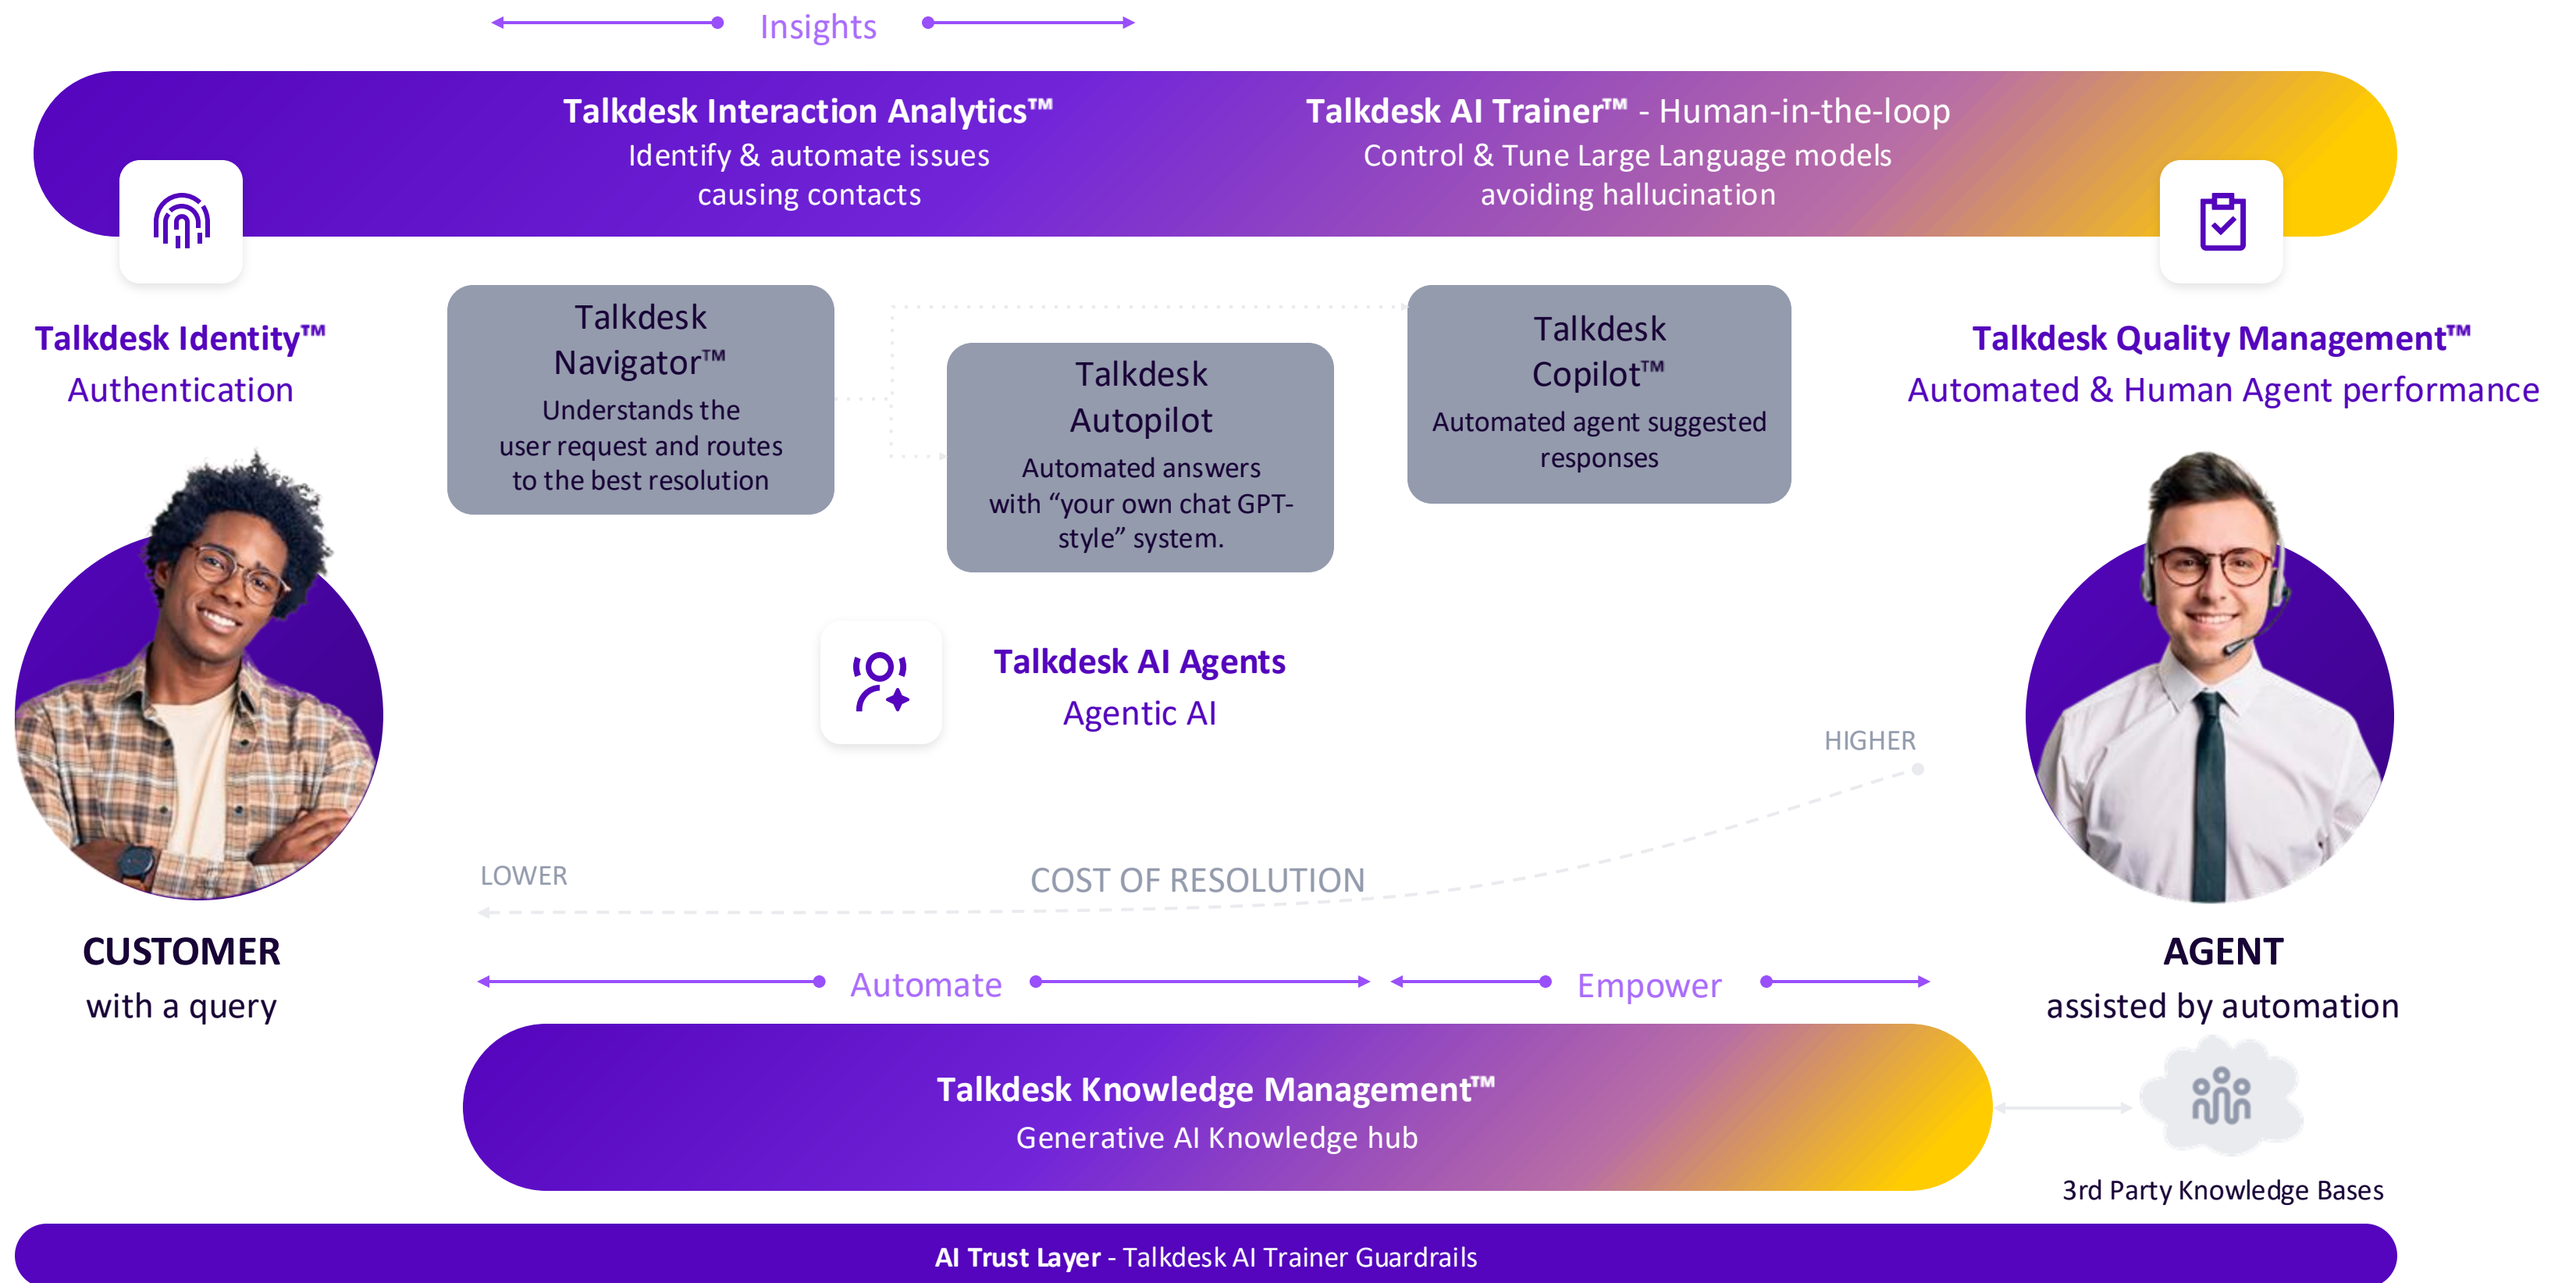 Insights
Talkdesk Interaction Analytics™
Identify & automate issues
causing contacts
Talkdesk AI Trainer™ - Human-in-the-loop
Control & Tune Large Language models
avoiding hallucination
Talkdesk Identity™
Authentication
Talkdesk
Navigator™
Understands the
user request and routes
to the best resolution
Talkdesk
Autopilot
Automated answers
with “your own chat GPT-
style” system.
Talkdesk
Copilot™
Automated agent suggested
responses
Talkdesk Quality Management™
Automated & Human Agent performance
Talkdesk AI Agents
Agentic AI
HIGHER
LOWER
COST OF RESOLUTION
CUSTOMER
with a query
Automate
Empower
AGENT
assisted by automation
Talkdesk Knowledge Management™
Generative AI Knowledge hub
3rd Party Knowledge Bases
AI Trust Layer - Talkdesk AI Trainer Guardrails